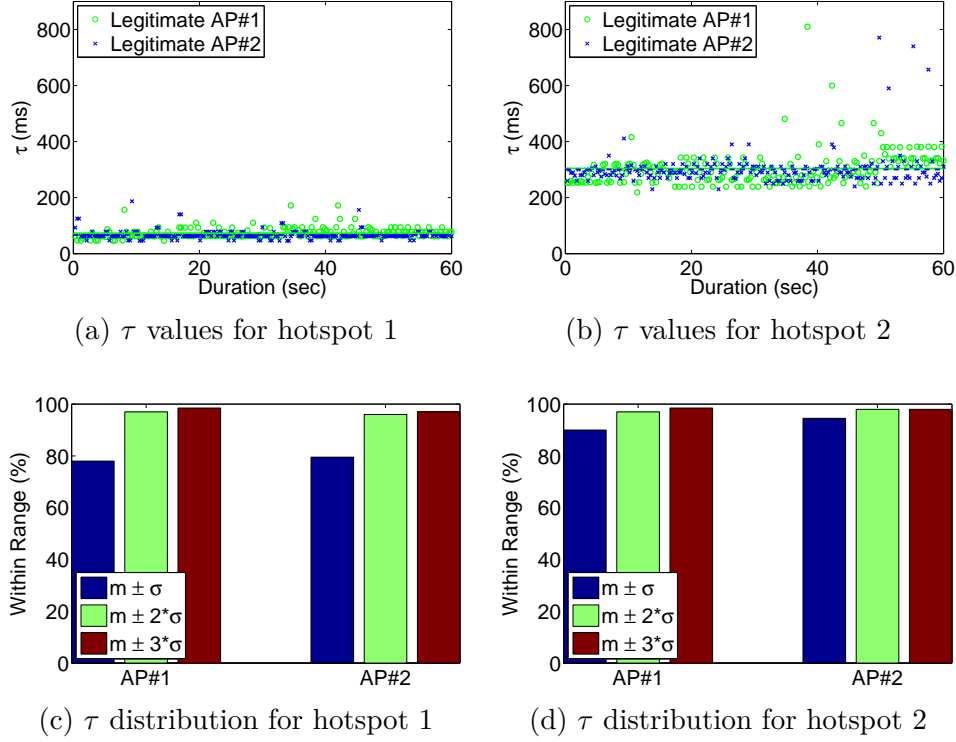 800
600
400
200
0
τ (ms)
Legitimate AP#1
Legitimate AP#2
0 20 40 60
Duration (sec)
(a) τ values for hotspot 1
800
600
400
200
0
τ (ms)
Legitimate AP#1
Legitimate AP#2
0 20 40 60
Duration (sec)
(b) τ values for hotspot 2
100
80
60
40
20
0
Within Range (%)
m ± σ
m ± 2*σ
m ± 3*σ
AP#1 AP#2
(c) τ distribution for hotspot 1
100
80
60
40
20
0
Within Range (%)
m ± σ
m ± 2*σ
m ± 3*σ
AP#1 AP#2
(d) τ distribution for hotspot 2